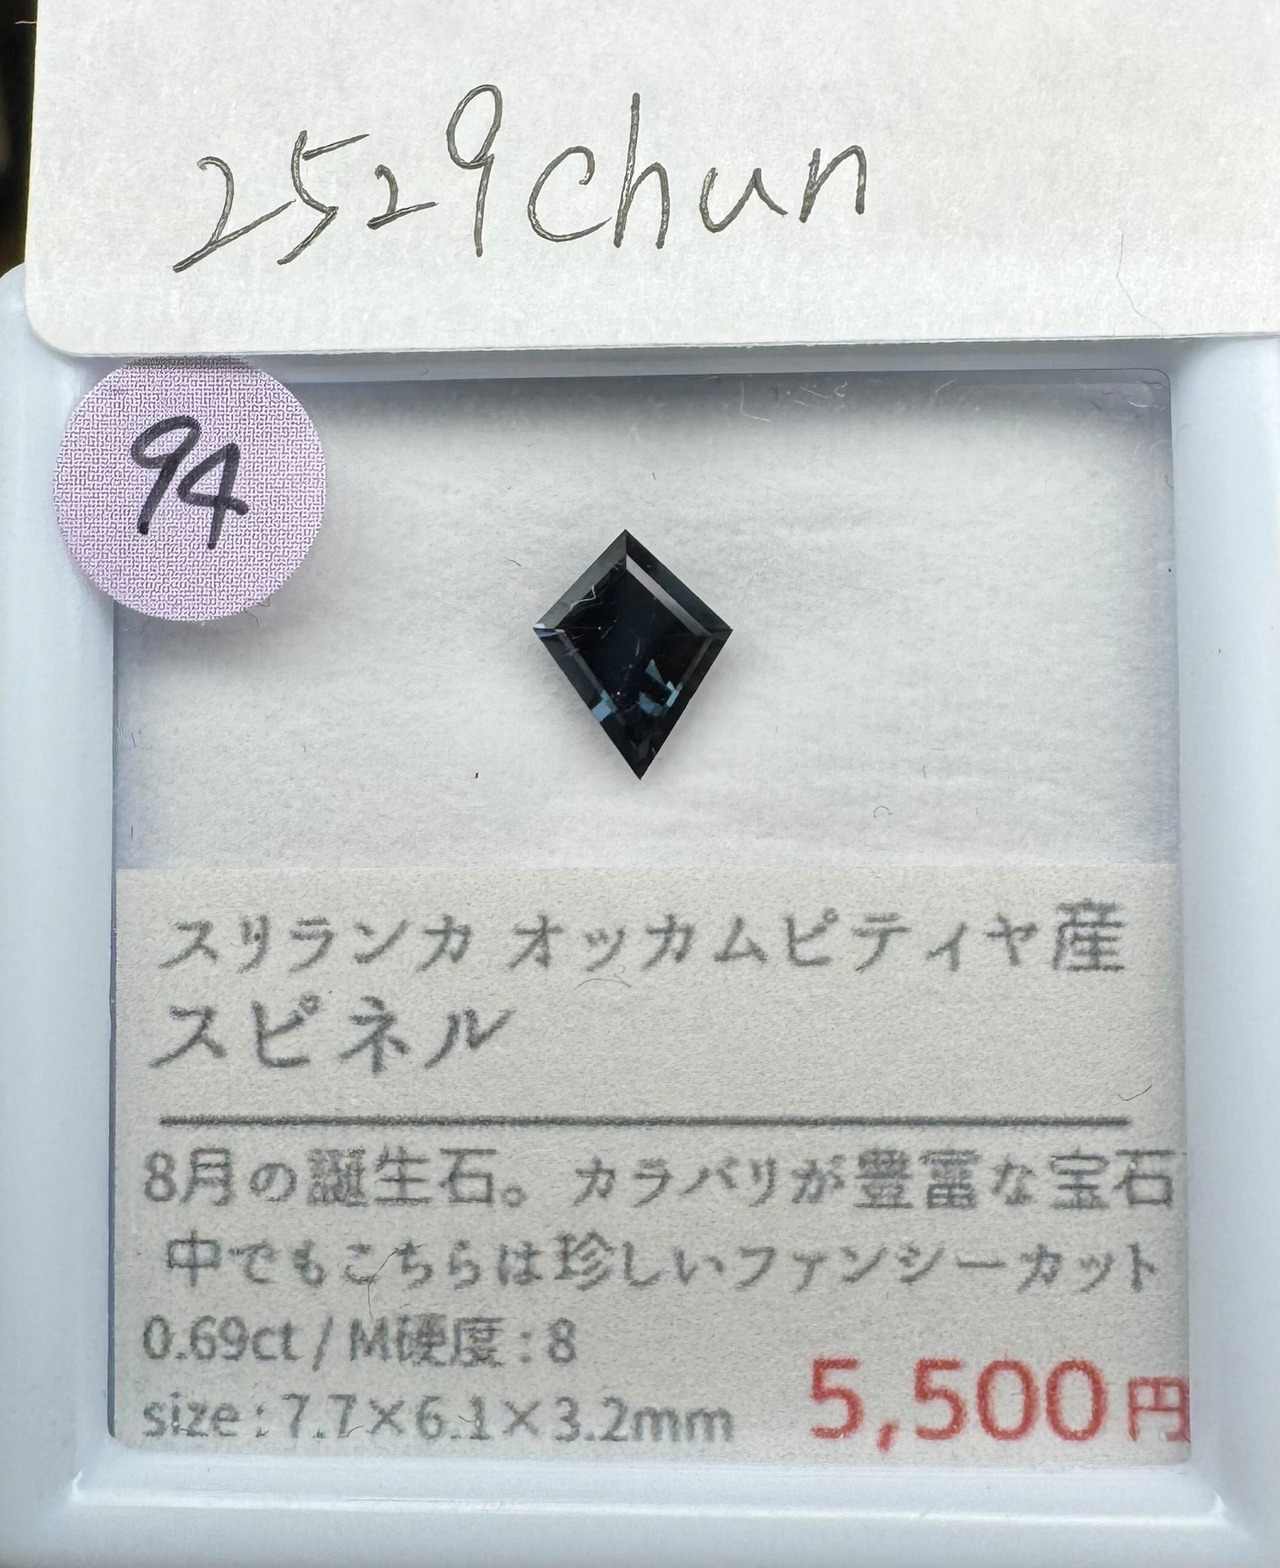 2529chun
94
スリランカ オッカムピティヤ産
スピネル
8月の誕生石。カラバリが豊富な宝石
中でもこちらは珍しいファンシーカット
0.69ct / M硬度:8
size:7.7×6.1×3.2mm
5,500円